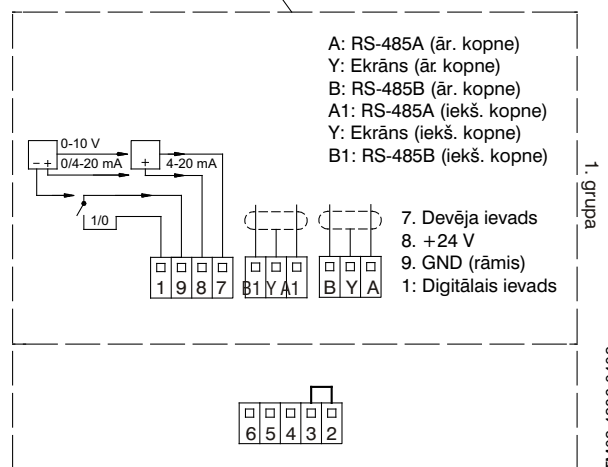 A: RS-485A (ār. kopne)
Y: Ekrāns (ār. kopne)
B: RS-485B (ār. kopne)
A1: RS-485A (iekš. kopne)
Y: Ekrāns (iekš. kopne)
B1: RS-485B (iekš. kopne)
0-10 V
- +
0/4-20 mA
+
4-20 mA
1/0
7. Devēja ievads
8. +24 V
9. GND (rāmis)
1: Digitālais ievads
1 9 8 7
B1 Y A1
B Y A
1. grupa
6 5 4 3 2